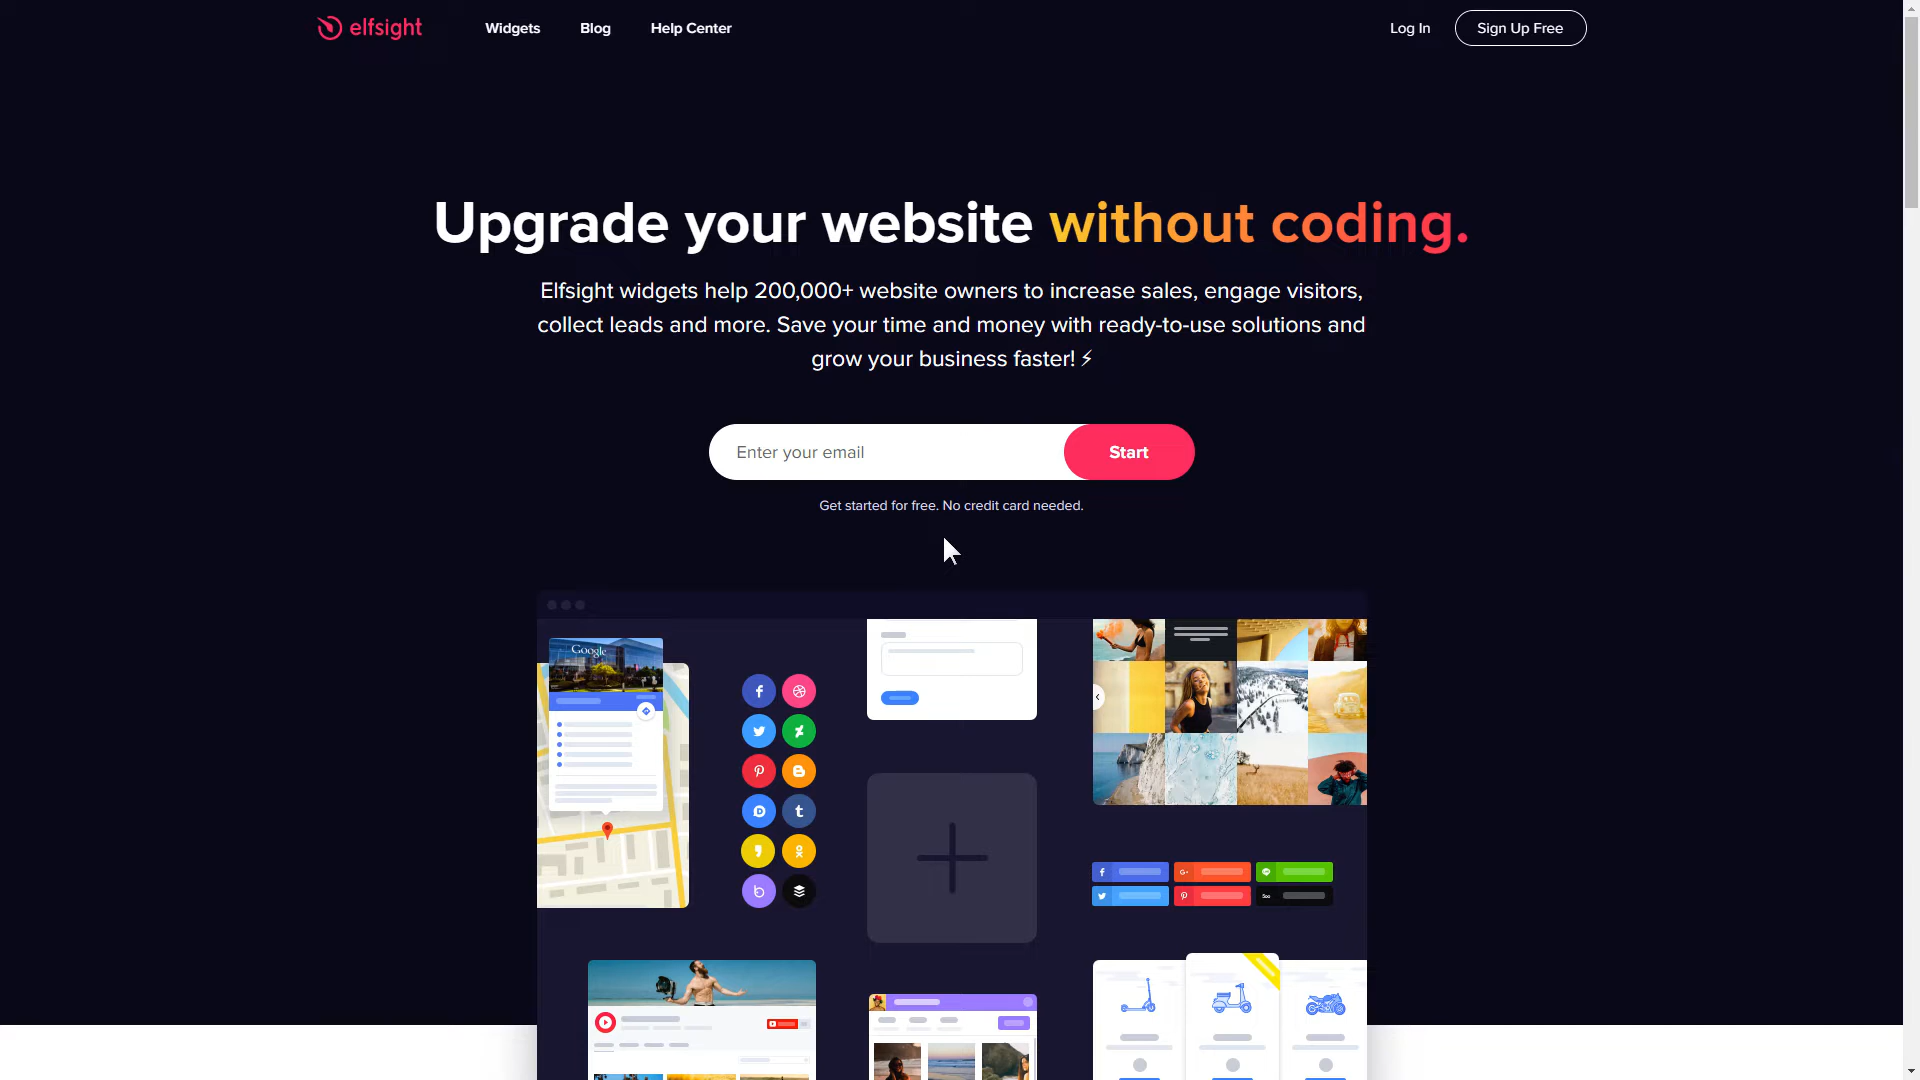 elfsight
Widgets
Blog
Help Center
Log In
Sign Up Free
Upgrade your website without coding.
Elfsight widgets help 200,000+ website owners to increase sales, engage visitors,
collect leads and more. Save your time and money with ready-to-use solutions and
grow your business faster! ⚡
Enter your email
Start
Get started for free. No credit card needed.
Google